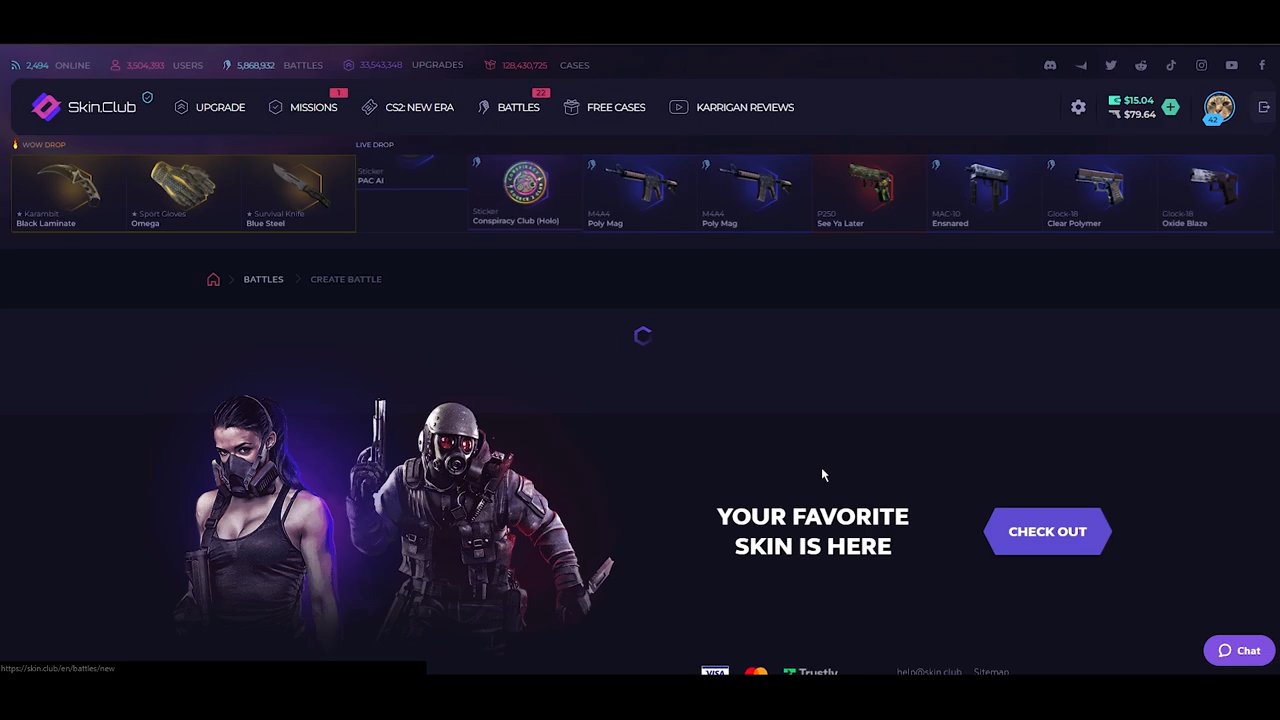 2,494 ONLINE 3,504,393 USERS 5,868,932 BATTLES 33,543,348 UPGRADES 128,430,725 CASES
Skin.Club UPGRADE MISSIONS 1 CS2: NEW ERA BATTLES 22 FREE CASES KARRIGAN REVIEWS $15.04 $79.64 42
WOW DROP LIVE DROP
★ Karambit
Black Laminate
★ Sport Gloves
Omega
★ Survival Knife
Blue Steel
Sticker
PAC AI
Sticker
Conspiracy Club (Holo)
M4A4
Poly Mag
M4A4
Poly Mag
P250
See Ya Later
MAC-10
Ensnared
Glock-18
Clear Polymer
Glock-18
Oxide Blaze
BATTLES CREATE BATTLE
YOUR FAVORITE
SKIN IS HERE
CHECK OUT
Chat
https://skin.club/en/battles/new
VISA Trustly help@skin.club Sitemap